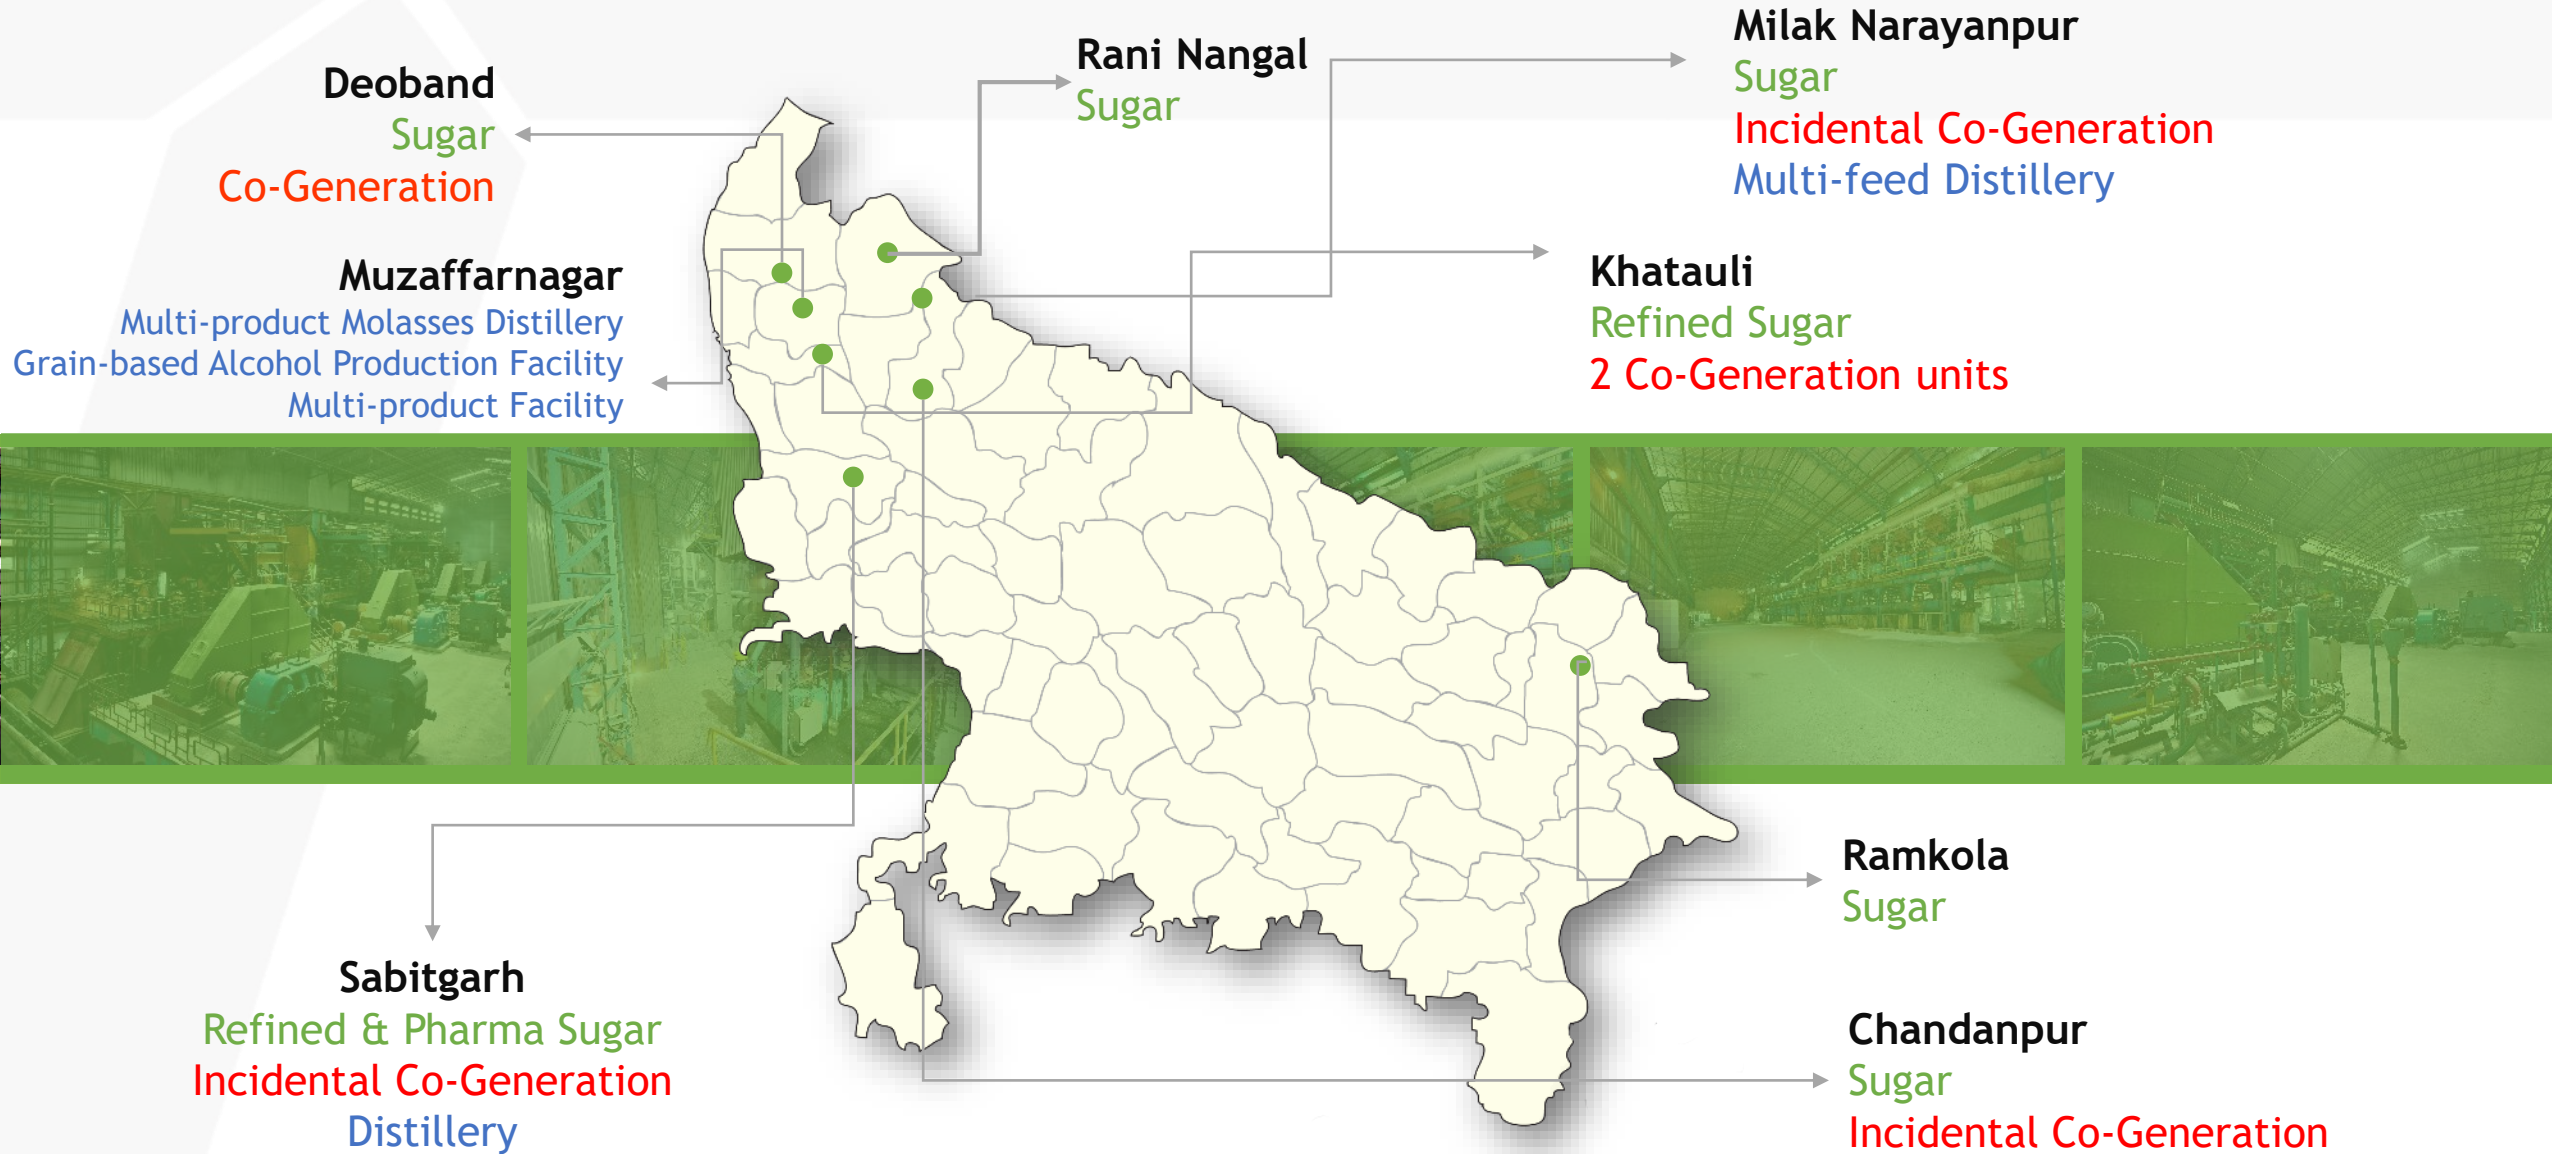 Deoband
Sugar
Co-Generation
Rani Nangal
Sugar
Milak Narayanpur
Sugar
Incidental Co-Generation
Multi-feed Distillery
Muzaffarnagar
Multi-product Molasses Distillery
Grain-based Alcohol Production Facility
Multi-product Facility
Khatauli
Refined Sugar
2 Co-Generation units
Sabitgarh
Refined & Pharma Sugar
Incidental Co-Generation
Distillery
Ramkola
Sugar
Chandanpur
Sugar
Incidental Co-Generation